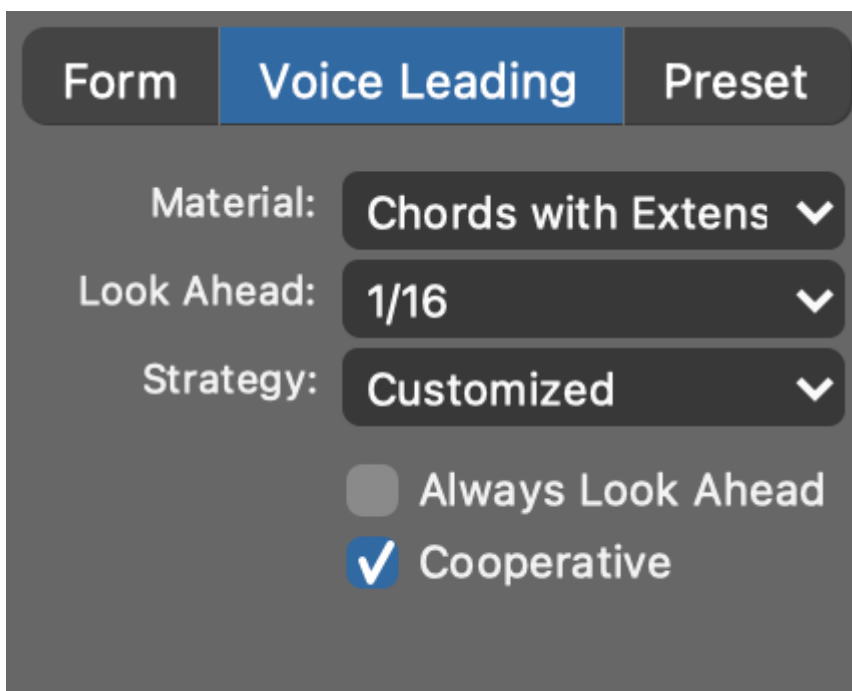 Form Voice Leading Preset
Material: Chords with Extens
Look Ahead: 1/16
Strategy: Customized
Always Look Ahead
Cooperative